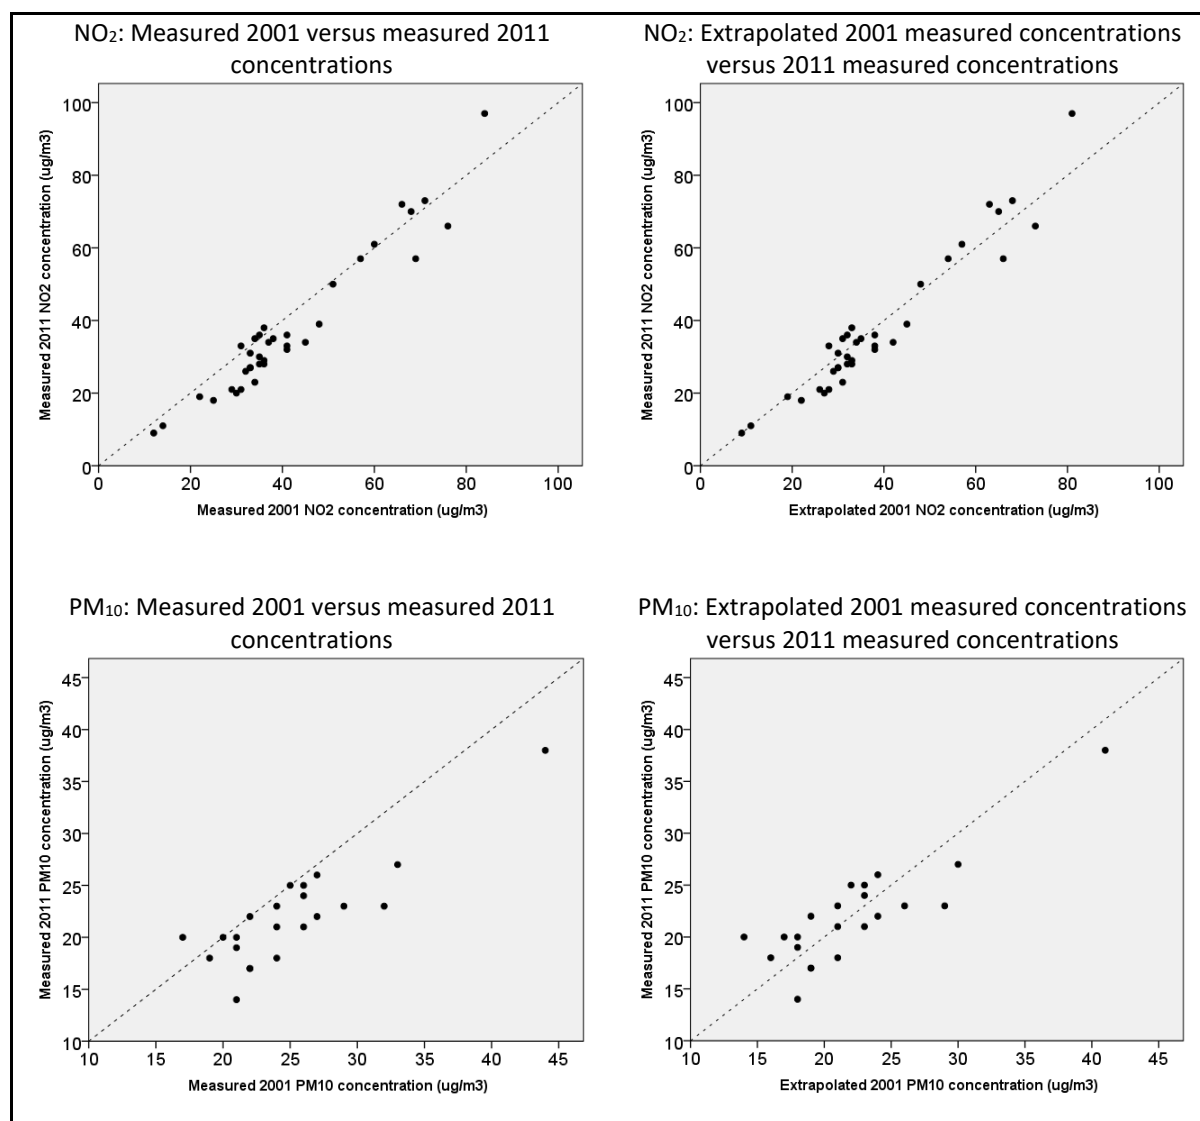 NO₂: Measured 2001 versus measured 2011
concentrations
Measured 2011 NO2 concentration (ug/m3)
100
80
60
40
20
0
0 20 40 60 80 100
Measured 2001 NO2 concentration (ug/m3)
NO₂: Extrapolated 2001 measured concentrations
versus 2011 measured concentrations
Measured 2011 NO2 concentration (ug/m3)
100
80
60
40
20
0
0 20 40 60 80 100
Extrapolated 2001 NO2 concentration (ug/m3)
PM₁₀: Measured 2001 versus measured 2011
concentrations
Measured 2011 PM10 concentration (ug/m3)
45
40
35
30
25
20
15
10
10 15 20 25 30 35 40 45
Measured 2001 PM10 concentration (ug/m3)
PM₁₀: Extrapolated 2001 measured concentrations
versus 2011 measured concentrations
Measured 2011 PM10 concentration (ug/m3)
45
40
35
30
25
20
15
10
10 15 20 25 30 35 40 45
Extrapolated 2001 PM10 concentration (ug/m3)